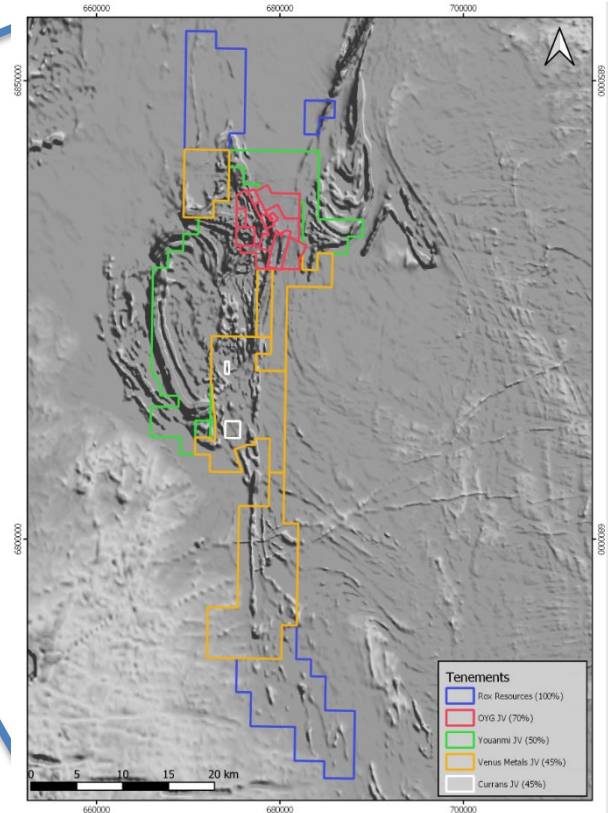 660000 680000 700000
6850000 6850000
6800000 6800000
Tenements
Rox Resources (100%)
OYG JV (70%)
Youanmi JV (50%)
Venus Metals JV (45%)
Currans JV (45%)
0 5 10 15 20 km
660000 680000 700000